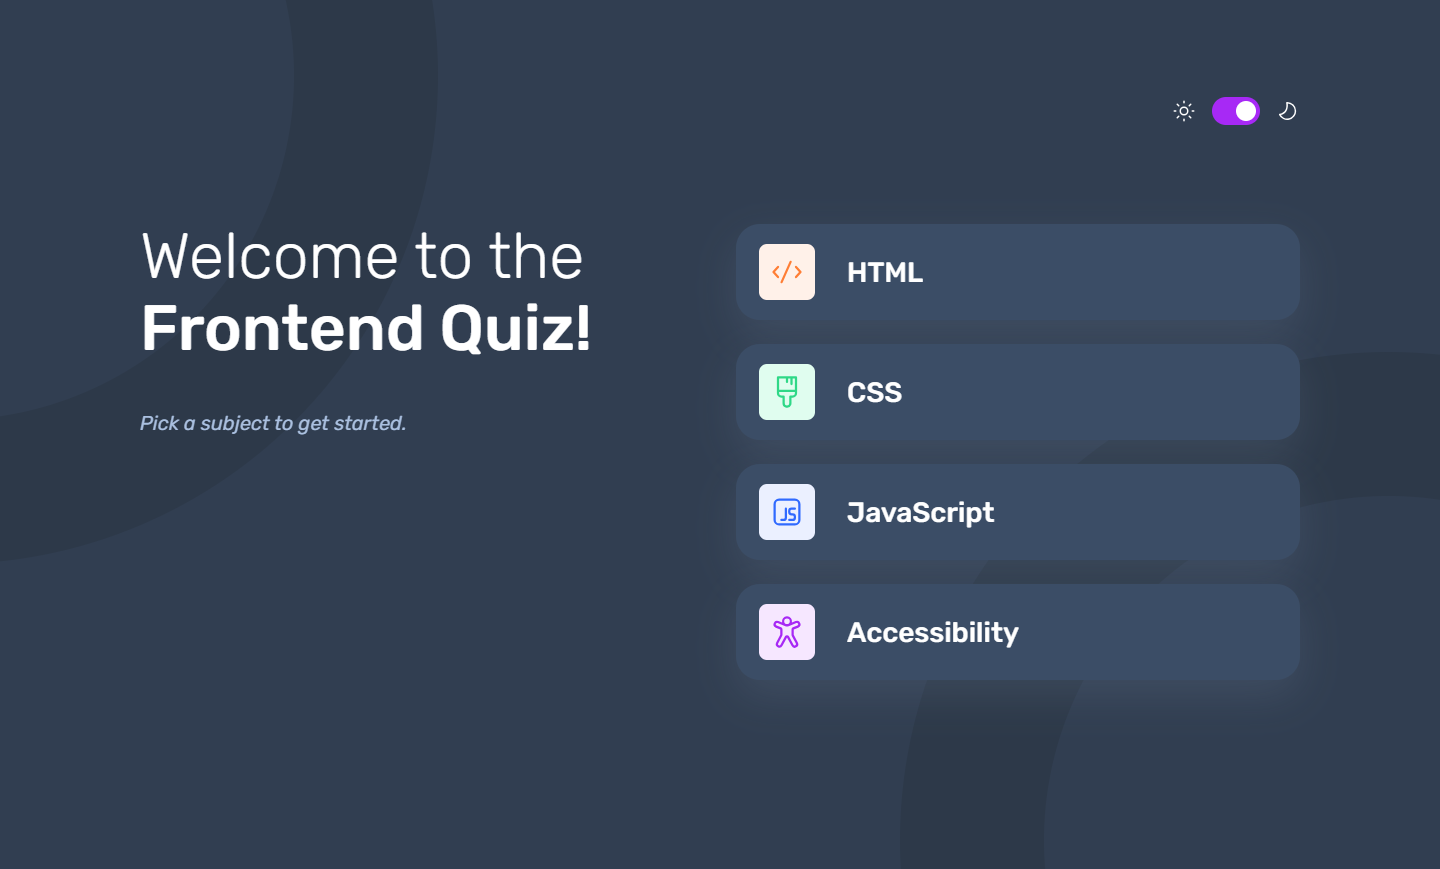 Welcome to the
Frontend Quiz!
Pick a subject to get started.
HTML
CSS
JS
JavaScript
Accessibility